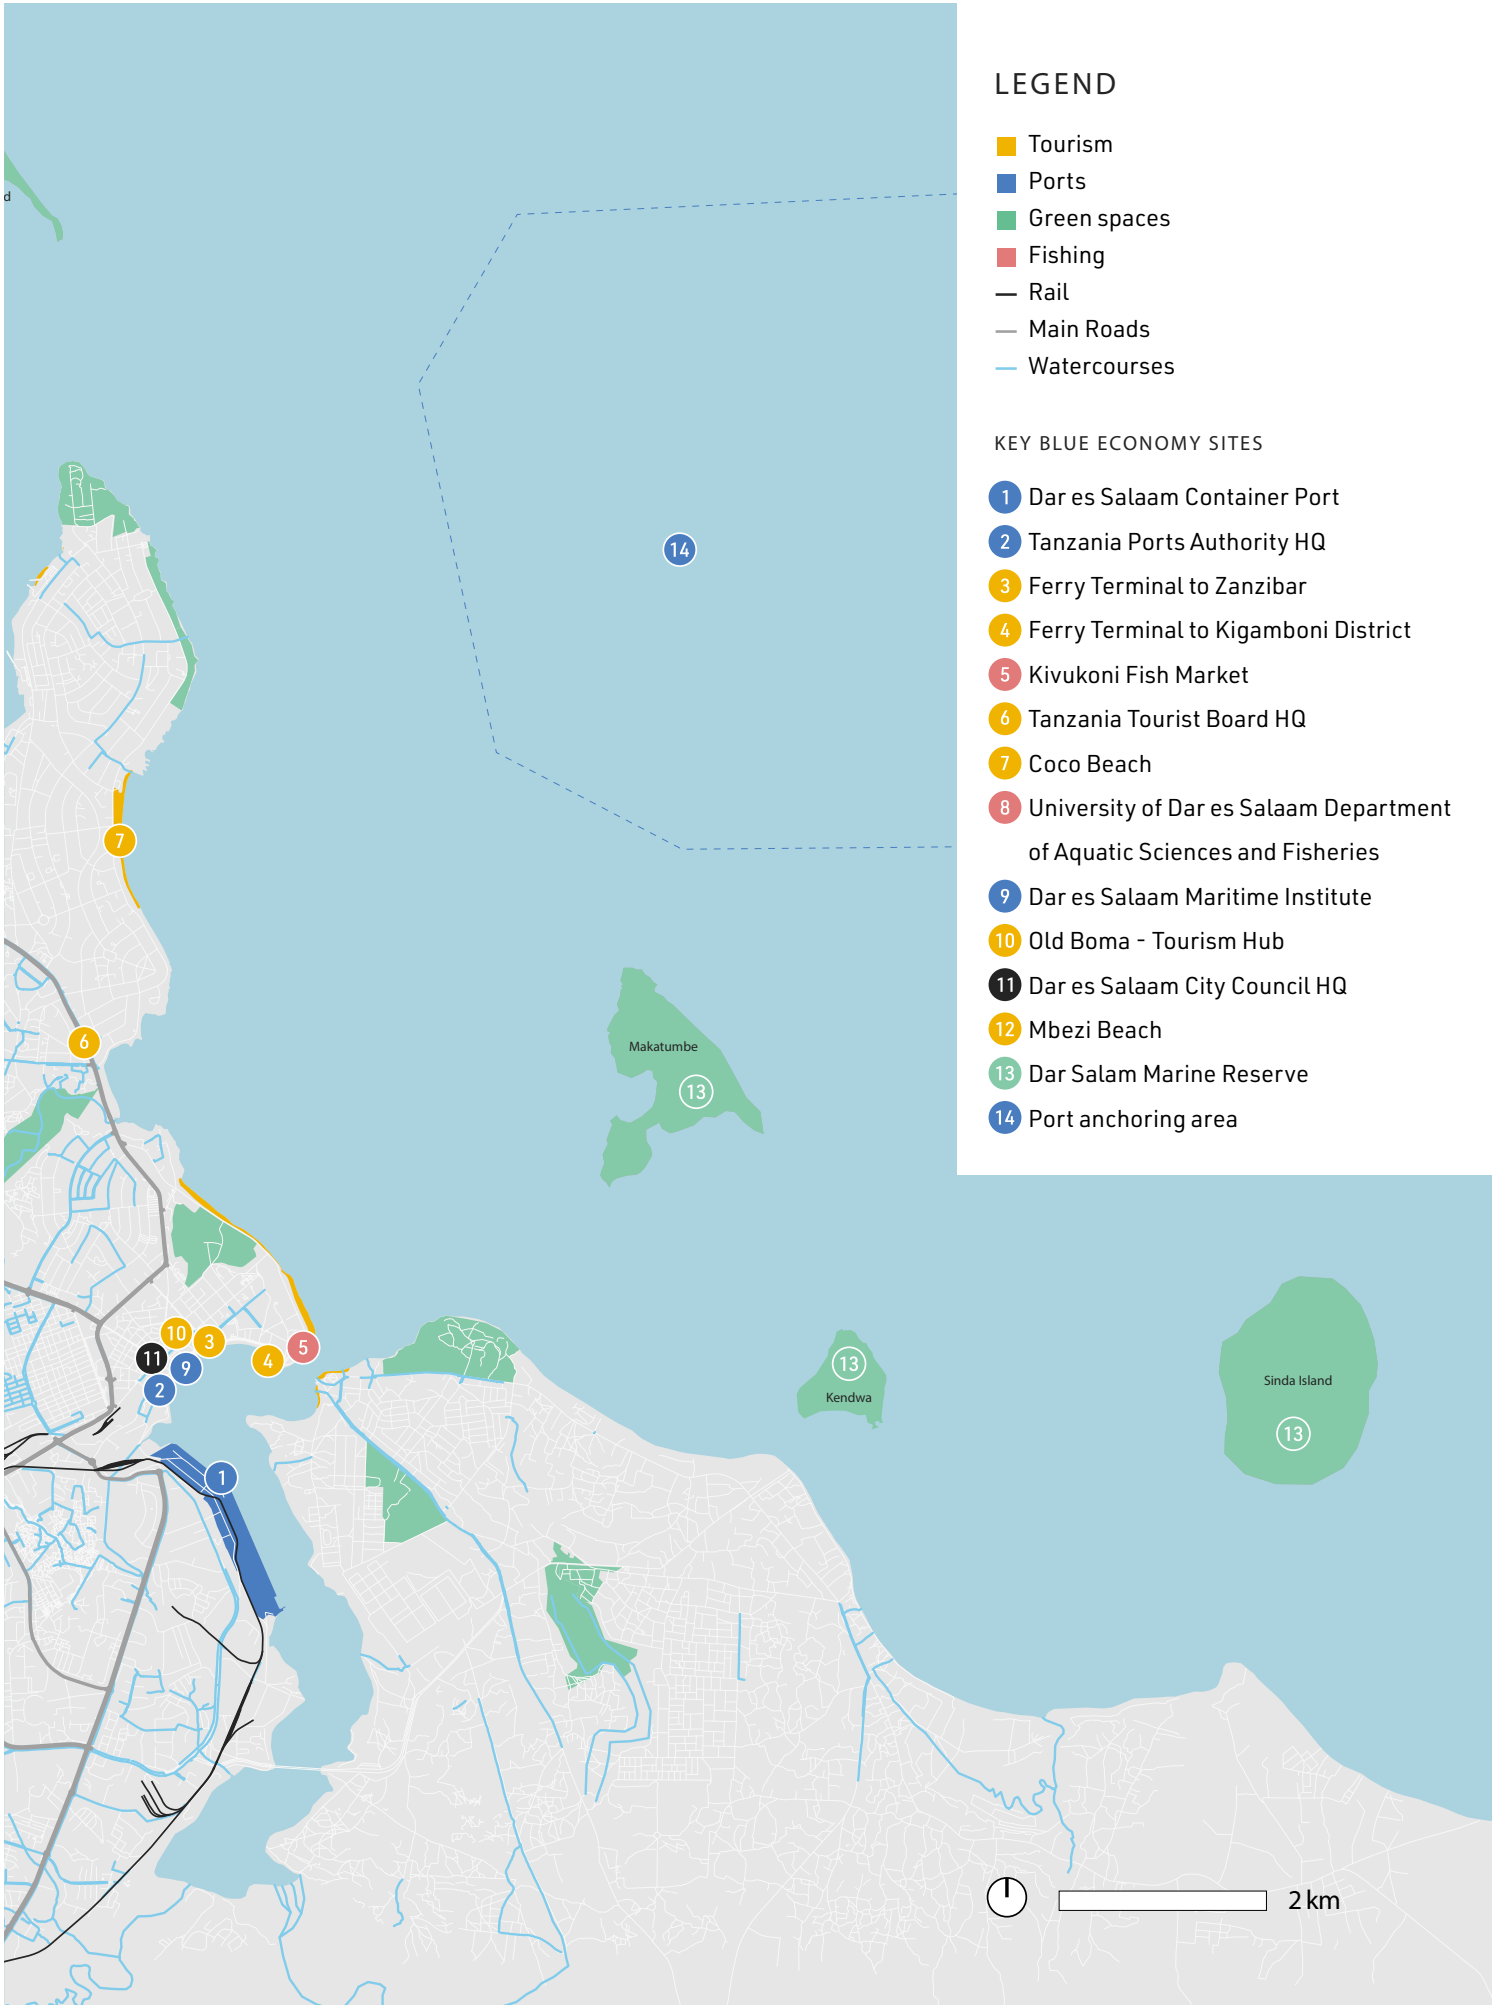 LEGEND
Tourism
Ports
Green spaces
Fishing
Rail
Main Roads
Watercourses
KEY BLUE ECONOMY SITES
1 Dar es Salaam Container Port
2 Tanzania Ports Authority HQ
3 Ferry Terminal to Zanzibar
4 Ferry Terminal to Kigamboni District
5 Kivukoni Fish Market
6 Tanzania Tourist Board HQ
7 Coco Beach
8 University of Dar es Salaam Department
of Aquatic Sciences and Fisheries
9 Dar es Salaam Maritime Institute
10 Old Boma - Tourism Hub
11 Dar es Salaam City Council HQ
12 Mbezi Beach
13 Dar Salam Marine Reserve
14 Port anchoring area
d
14
7
6
Makatumbe
13
10
3
5
11
9
4
2
13
Kendwa
Sinda Island
13
1
2 km